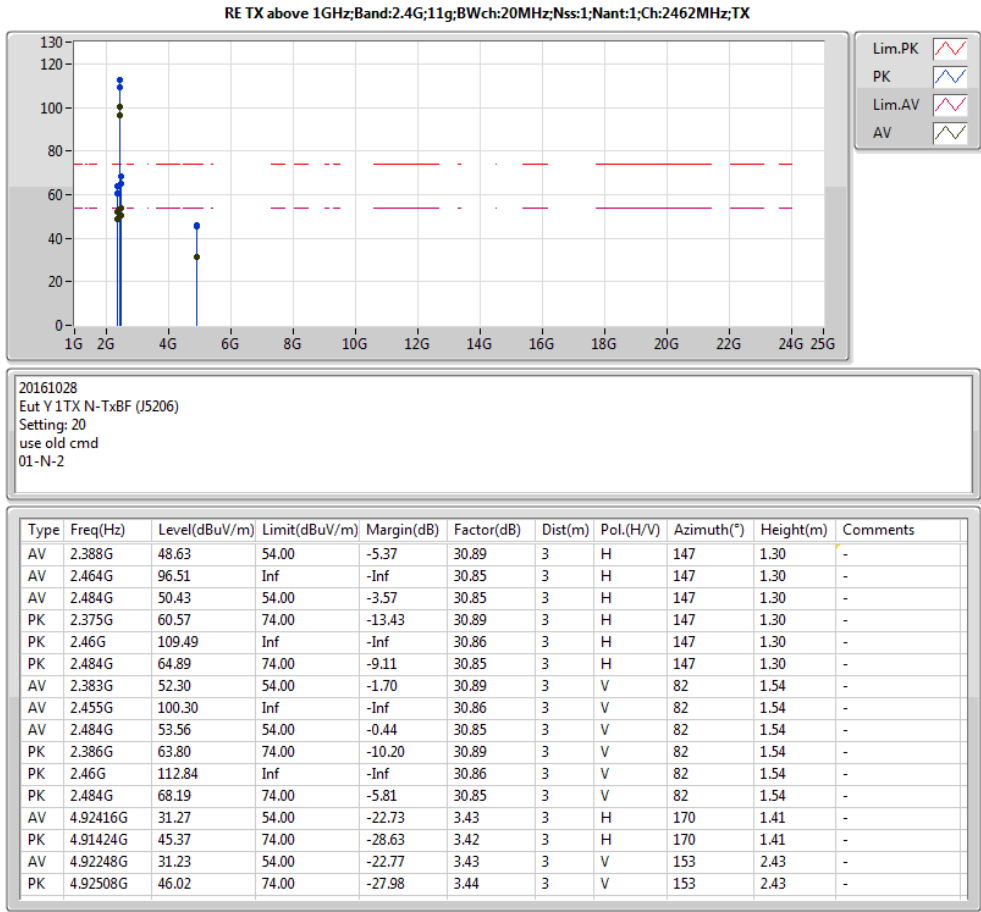 RE TX above 1GHz;Band:2.4G;11g;BWch:20MHz;Nss:1;Nant:1;Ch:2462MHz;TX
130
120
100
80
60
40
20
0
1G 2G 4G 6G 8G 10G 12G 14G 16G 18G 20G 22G 24G 25G
Lim.PK
PK
Lim.AV
AV
20161028
Eut Y 1TX N-TxBF (J5206)
Setting: 20
use old cmd
01-N-2
Type Freq(Hz) Level(dBuV/m) Limit(dBuV/m) Margin(dB) Factor(dB) Dist(m) Pol.(H/V) Azimuth(°) Height(m) Comments
AV 2.388G 48.63 54.00 -5.37 30.89 3 H 147 1.30 -
AV 2.464G 96.51 Inf -Inf 30.85 3 H 147 1.30 -
AV 2.484G 50.43 54.00 -3.57 30.85 3 H 147 1.30 -
PK 2.375G 60.57 74.00 -13.43 30.89 3 H 147 1.30 -
PK 2.46G 109.49 Inf -Inf 30.86 3 H 147 1.30 -
PK 2.484G 64.89 74.00 -9.11 30.85 3 H 147 1.30 -
AV 2.383G 52.30 54.00 -1.70 30.89 3 V 82 1.54 -
AV 2.455G 100.30 Inf -Inf 30.86 3 V 82 1.54 -
AV 2.484G 53.56 54.00 -0.44 30.85 3 V 82 1.54 -
PK 2.386G 63.80 74.00 -10.20 30.89 3 V 82 1.54 -
PK 2.46G 112.84 Inf -Inf 30.86 3 V 82 1.54 -
PK 2.484G 68.19 74.00 -5.81 30.85 3 V 82 1.54 -
AV 4.92416G 31.27 54.00 -22.73 3.43 3 H 170 1.41 -
PK 4.91424G 45.37 74.00 -28.63 3.42 3 H 170 1.41 -
AV 4.92248G 31.23 54.00 -22.77 3.43 3 V 153 2.43 -
PK 4.92508G 46.02 74.00 -27.98 3.44 3 V 153 2.43 -